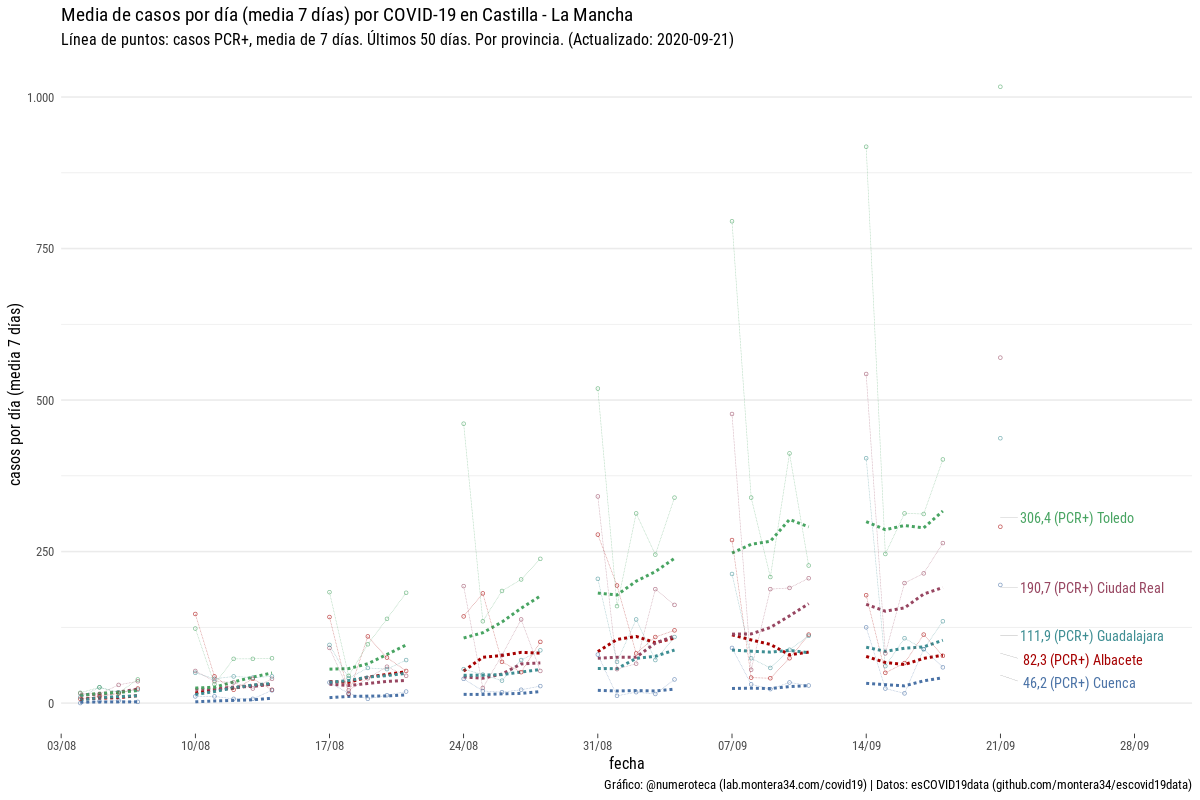 Media de casos por día (media 7 días) por COVID-19 en Castilla - La Mancha
Línea de puntos: casos PCR+, media de 7 días. Últimos 50 días. Por provincia. (Actualizado: 2020-09-21)
casos por día (media 7 días)
1.000
750
500
250
0
306,4 (PCR+) Toledo
190,7 (PCR+) Ciudad Real
111,9 (PCR+) Guadalajara
82,3 (PCR+) Albacete
46,2 (PCR+) Cuenca
03/08 10/08 17/08 24/08 31/08 07/09 14/09 21/09 28/09
fecha
Gráfico: @numeroteca (lab.montera34.com/covid19) | Datos: esCOVID19data (github.com/montera34/escovid19data)